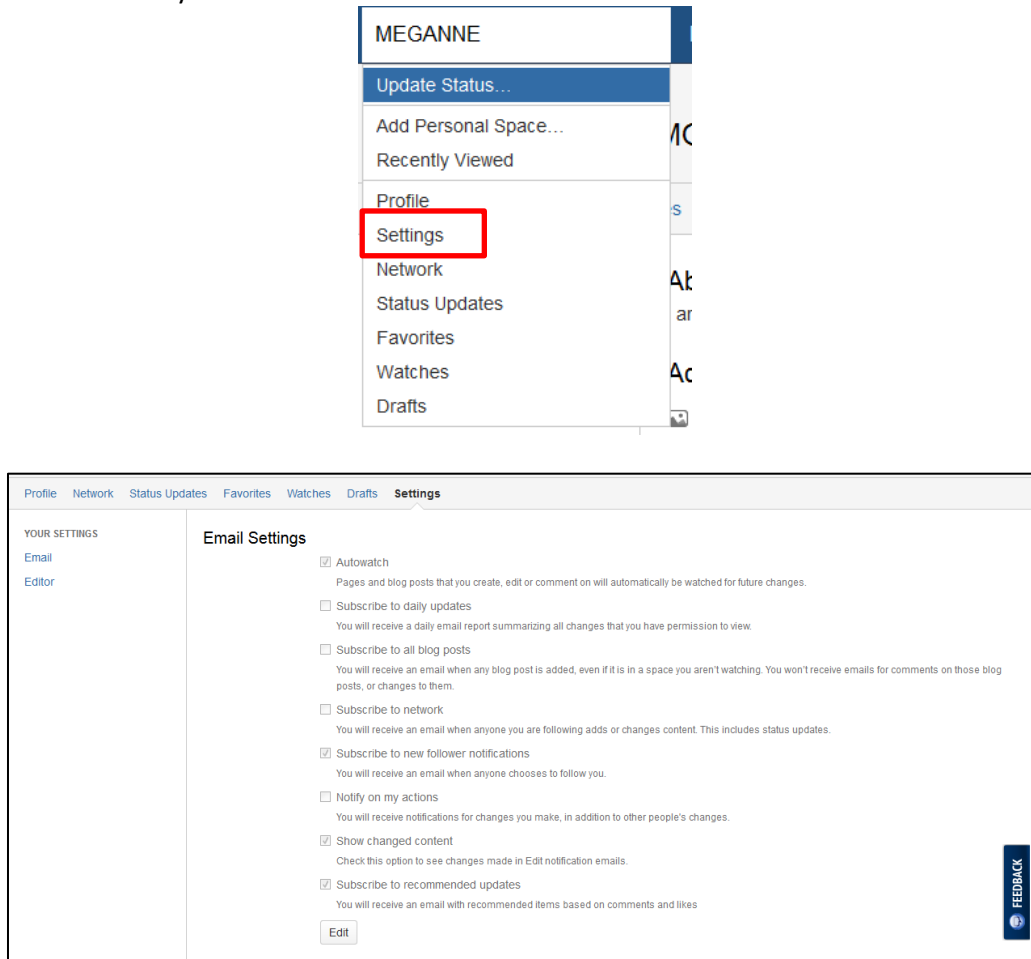 MEGANNE
Update Status...
Add Personal Space...
Recently Viewed
Profile
Settings
Network
Status Updates
Favorites
Watches
Drafts
Profile Network Status Updates Favorites Watches Drafts Settings
YOUR SETTINGS
Email
Editor
Email Settings
Autowatch
Pages and blog posts that you create, edit or comment on will automatically be watched for future changes.
Subscribe to daily updates
You will receive a daily email report summarizing all changes that you have permission to view.
Subscribe to all blog posts
You will receive an email when any blog post is added, even if it is in a space you aren't watching. You won't receive emails for comments on those blog
posts, or changes to them.
Subscribe to network
You will receive an email when anyone you are following adds or changes content. This includes status updates.
Subscribe to new follower notifications
You will receive an email when anyone chooses to follow you.
Notify on my actions
You will receive notifications for changes you make, in addition to other people's changes.
Show changed content
Check this option to see changes made in Edit notification emails.
Subscribe to recommended updates
You will receive an email with recommended items based on comments and likes
Edit
FEEDBACK